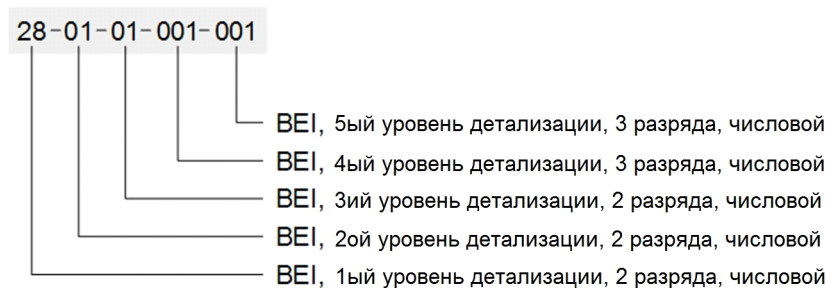 28-01-01-001-001
BEI, 5ый уровень детализации, 3 разряда, числовой
BEI, 4ый уровень детализации, 3 разряда, числовой
BEI, 3ий уровень детализации, 2 разряда, числовой
BEI, 2ой уровень детализации, 2 разряда, числовой
BEI, 1ый уровень детализации, 2 разряда, числовой